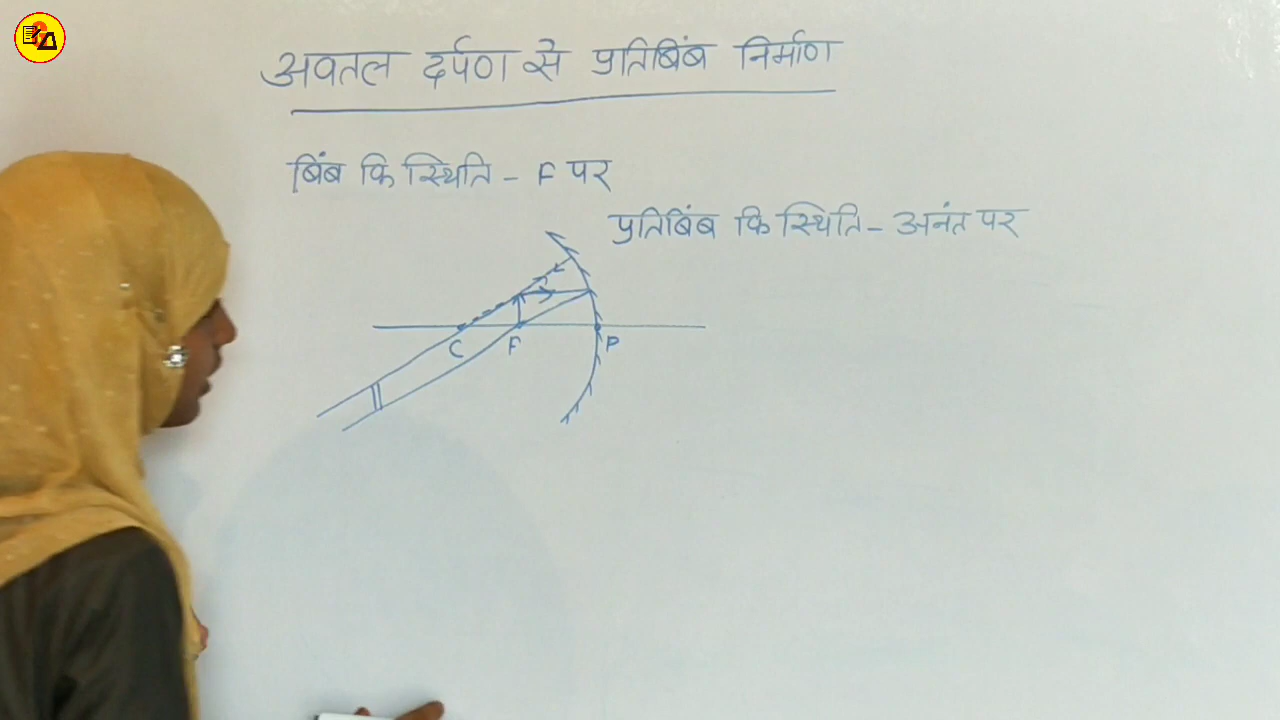 अवतल दर्पण से प्रतिबिंब निर्माण
बिंब कि स्थिति - F पर
प्रतिबिंब कि स्थिति - अनंत पर
C F P